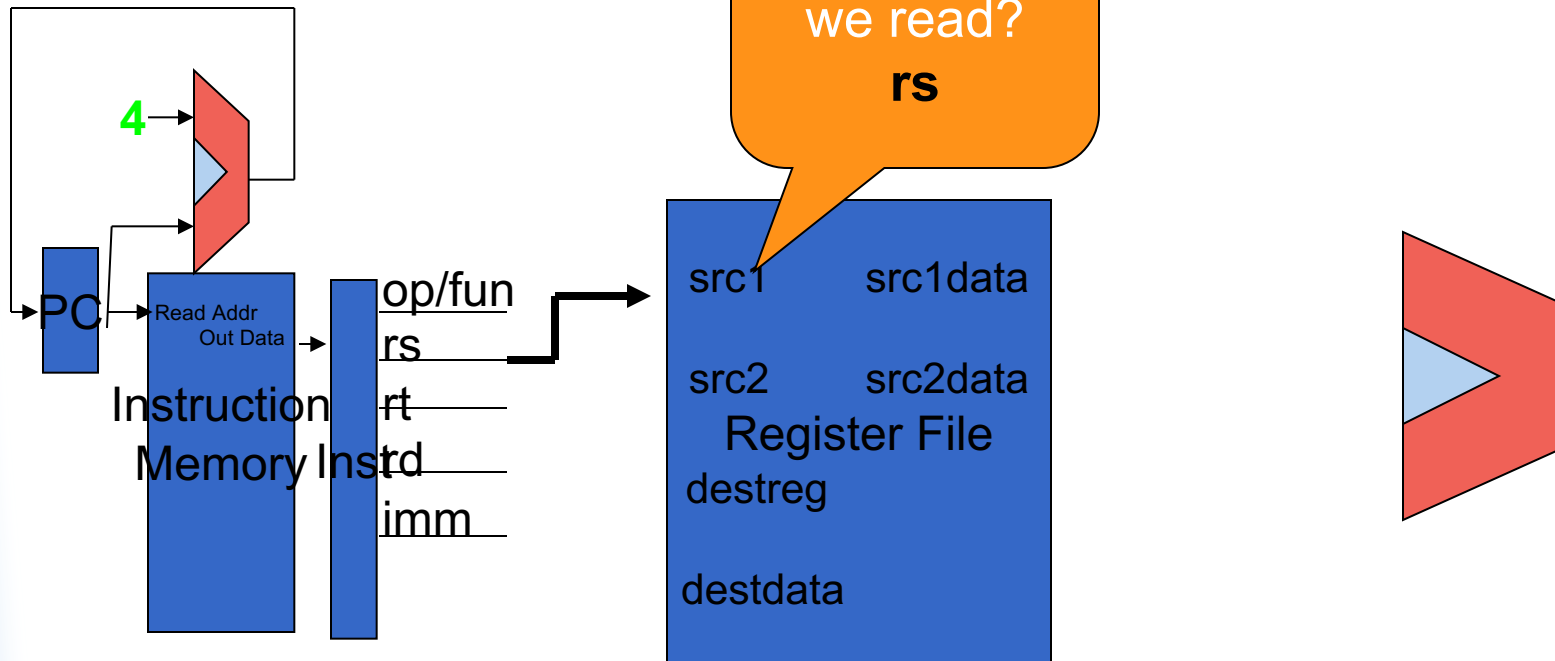 we read?
rs
4
PC
Read Addr
Out Data
Instruction
Memory
Inst
op/fun
rs
rt
rd
imm
src1
src1data
src2
src2data
Register File
destreg
destdata